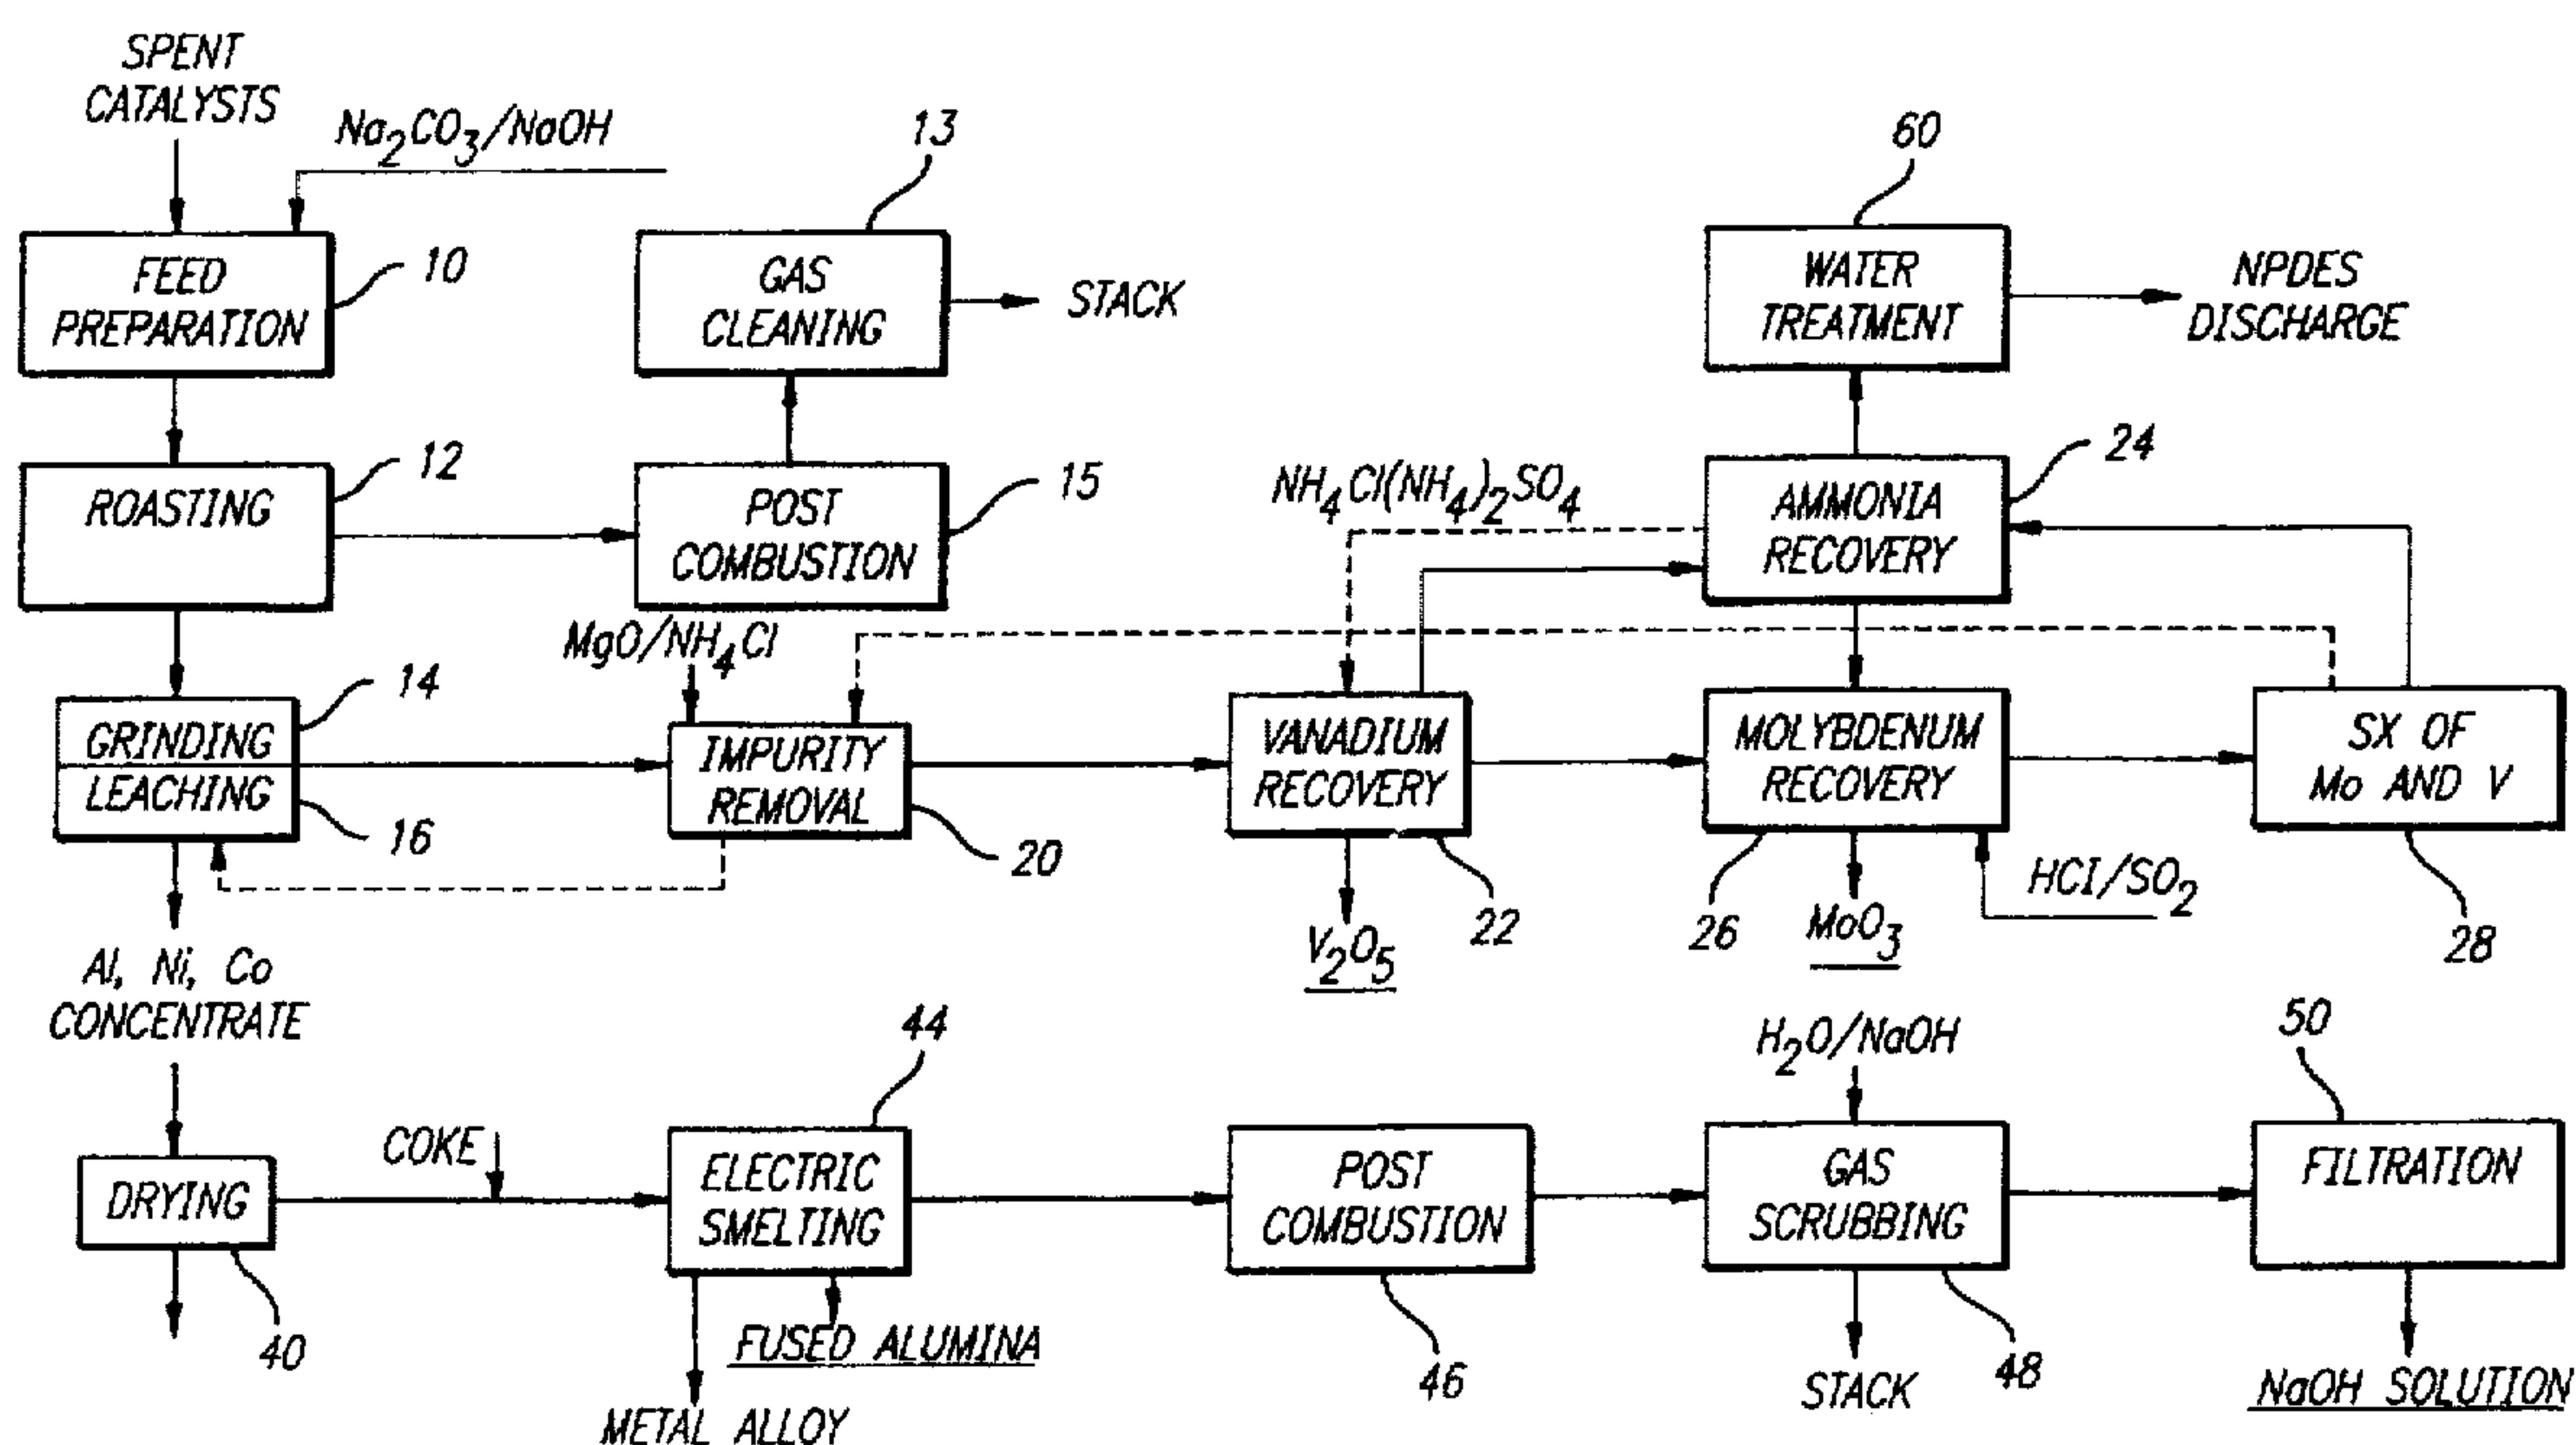 SPENT
CATALYSTS
Na2CO3/NaOH
13
60
FEED
PREPARATION
10
GAS
CLEANING
STACK
WATER
TREATMENT
NPDES
DISCHARGE
ROASTING
12
POST
COMBUSTION
15
NH4Cl(NH4)2SO4
AMMONIA
RECOVERY
24
MgO/NH4Cl
GRINDING
14
LEACHING
16
IMPURITY
REMOVAL
20
VANADIUM
RECOVERY
22
MOLYBDENUM
RECOVERY
26
SX OF
Mo AND V
28
HCl/SO2
V2O5
MoO3
Al, Ni, Co
CONCENTRATE
44
H2O/NaOH
50
DRYING
40
COKE
ELECTRIC
SMELTING
POST
COMBUSTION
46
GAS
SCRUBBING
48
FILTRATION
FUSED ALUMINA
METAL ALLOY
STACK
NaOH SOLUTION